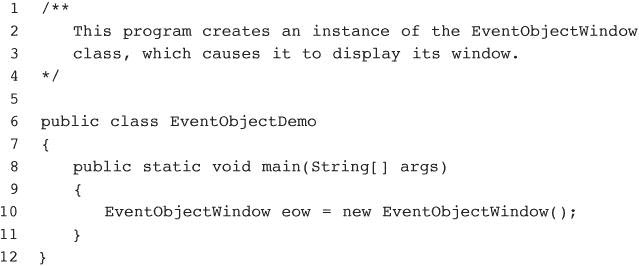 1 /**
2 This program creates an instance of the EventObjectWindow
3 class, which causes it to display its window.
4 */
5
6 public class EventObjectDemo
7 {
8 public static void main(String[] args)
9 {
10 EventObjectWindow eow = new EventObjectWindow();
11 }
12 }